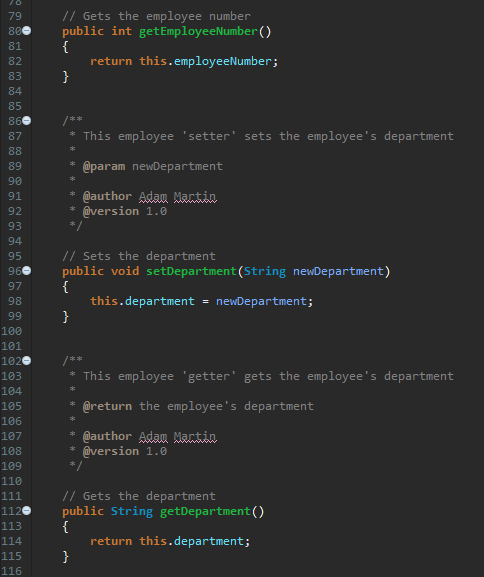 78
79 // Gets the employee number
80 public int getEmployeeNumber()
81 {
82 return this.employeeNumber;
83 }
84
85
86 /**
87 * This employee 'setter' sets the employee's department
88 *
89 * @param newDepartment
90 *
91 * @author Adam Martin
92 * @version 1.0
93 */
94
95 // Sets the department
96 public void setDepartment(String newDepartment)
97 {
98 this.department = newDepartment;
99 }
100
101
102 /**
103 * This employee 'getter' gets the employee's department
104 *
105 * @return the employee's department
106 *
107 * @author Adam Martin
108 * @version 1.0
109 */
110
111 // Gets the department
112 public String getDepartment()
113 {
114 return this.department;
115 }
116